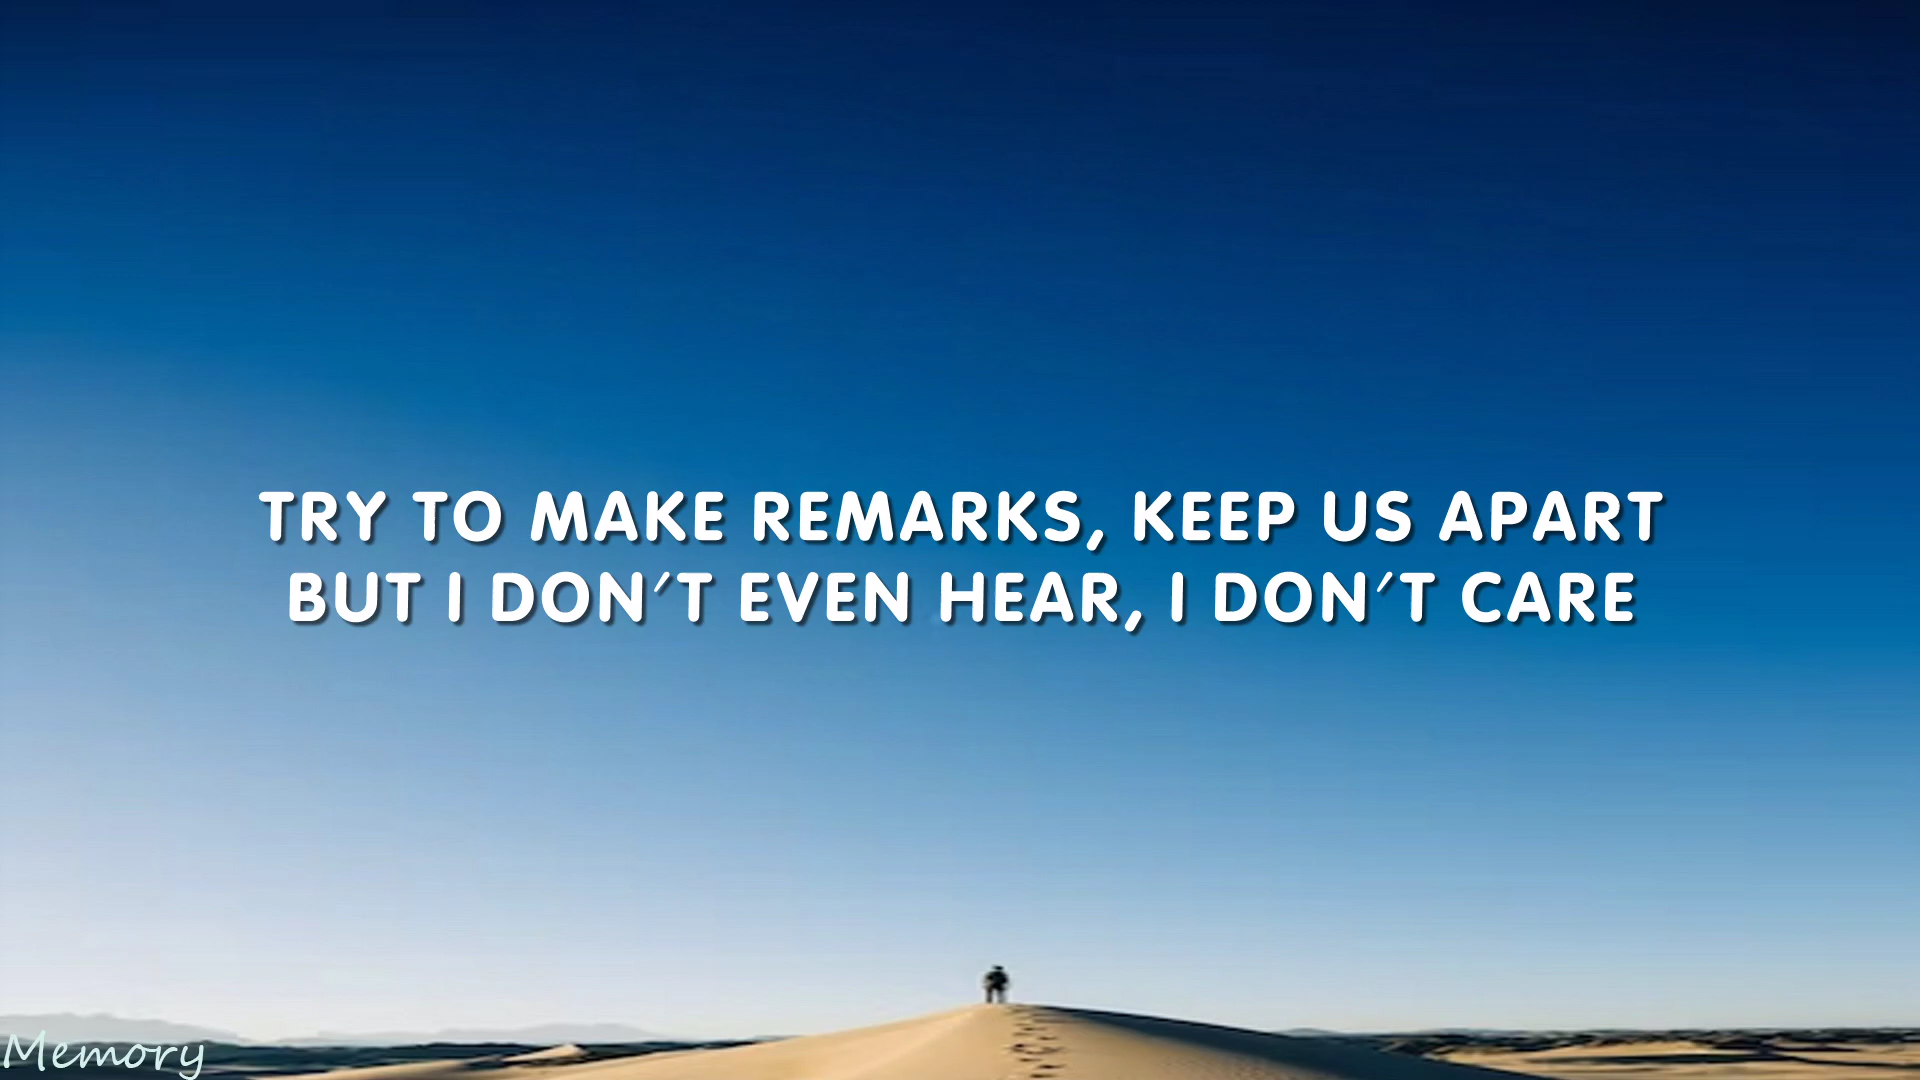 TRY TO MAKE REMARKS, KEEP US APART
BUT I DON'T EVEN HEAR, I DON'T CARE
Memory